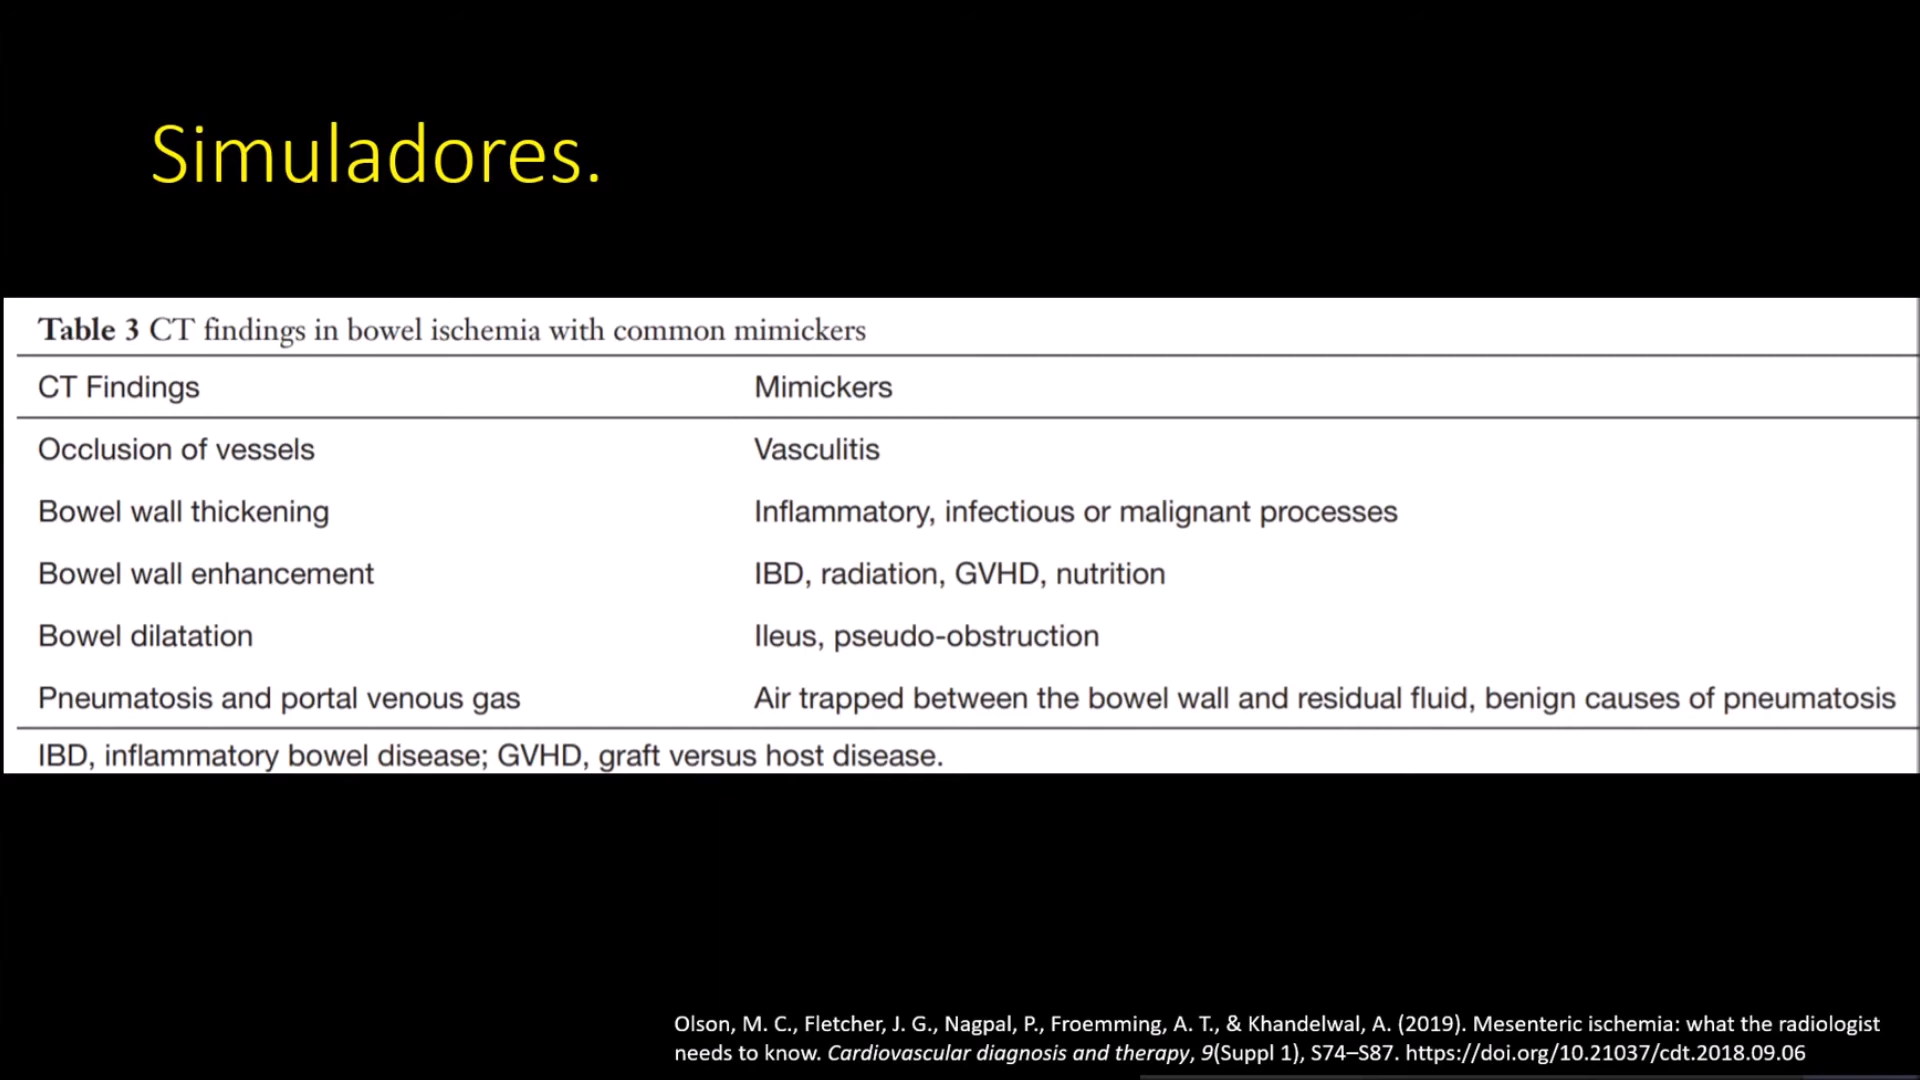 Simuladores.
Table 3 CT findings in bowel ischemia with common mimickers
CT Findings Mimickers
Occlusion of vessels Vasculitis
Bowel wall thickening Inflammatory, infectious or malignant processes
Bowel wall enhancement IBD, radiation, GVHD, nutrition
Bowel dilatation Ileus, pseudo-obstruction
Pneumatosis and portal venous gas Air trapped between the bowel wall and residual fluid, benign causes of pneumatosis
IBD, inflammatory bowel disease; GVHD, graft versus host disease.
Olson, M. C., Fletcher, J. G., Nagpal, P., Froemming, A. T., & Khandelwal, A. (2019). Mesenteric ischemia: what the radiologist
needs to know. Cardiovascular diagnosis and therapy, 9(Suppl 1), S74–S87. https://doi.org/10.21037/cdt.2018.09.06